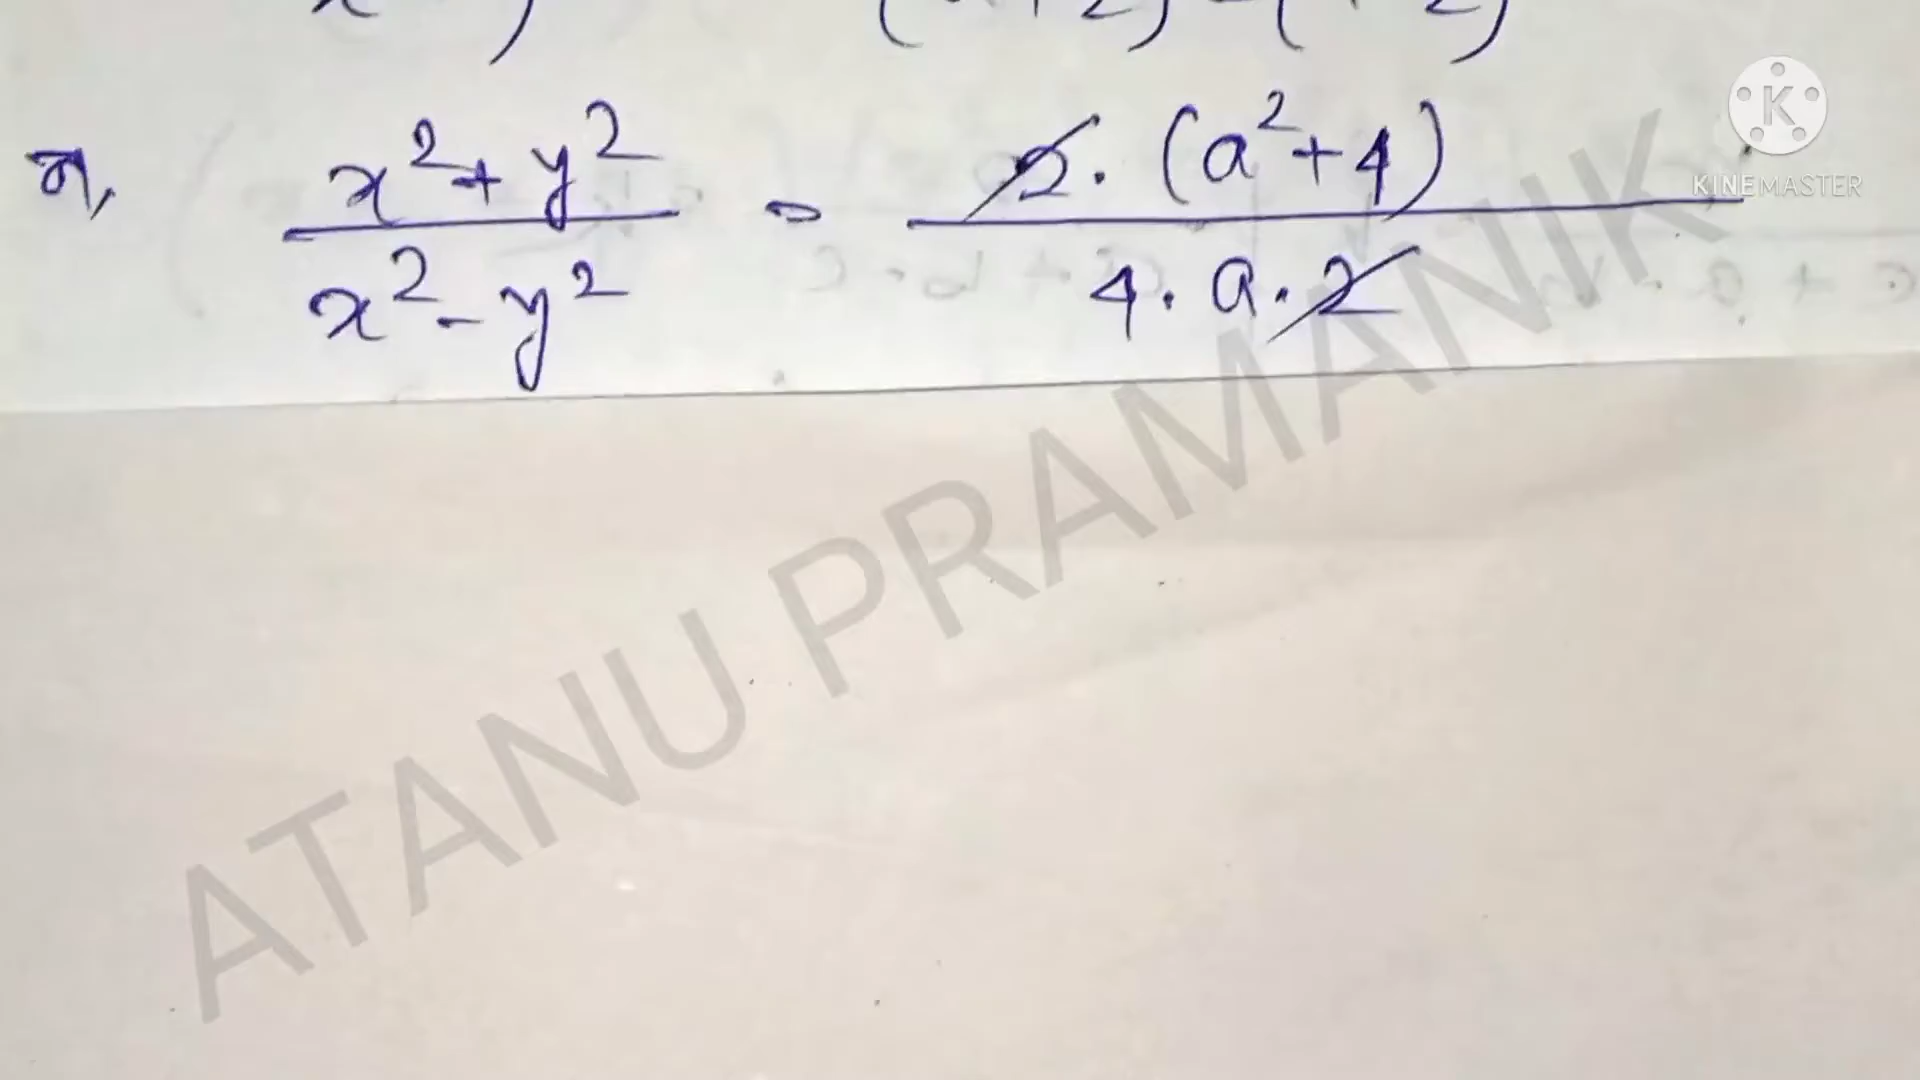 বা, x²+y² / x²-y² = 2. (a²+4) / 4. a. 2
KINEMASTER
ATANU PRAMANIK